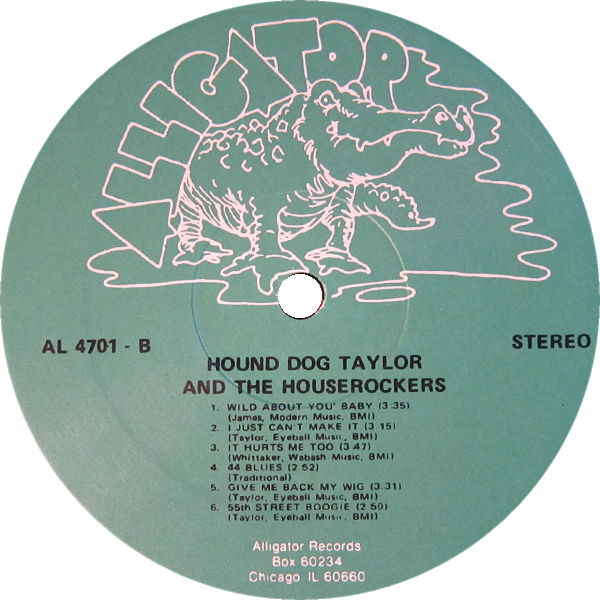 ALLIGATOR
AL 4701 - B
STEREO
HOUND DOG TAYLOR
AND THE HOUSEROCKERS
1. WILD ABOUT YOU' BABY (3:35)
(James, Modern Music, BMI)
2. I JUST CAN'T MAKE IT (3:15)
(Taylor, Eyeball Music, BMI)
3. IT HURTS ME TOO (3:47)
(Whittaker, Wabash Music, BMI)
4. 44 BLUES (2:52)
(Traditional)
5. GIVE ME BACK MY WIG (3:31)
(Taylor, Eyeball Music, BMI)
6. 55th STREET BOOGIE (2:59)
(Taylor, Eyeball Music, BMI)
Alligator Records
Box 60234
Chicago IL 60660